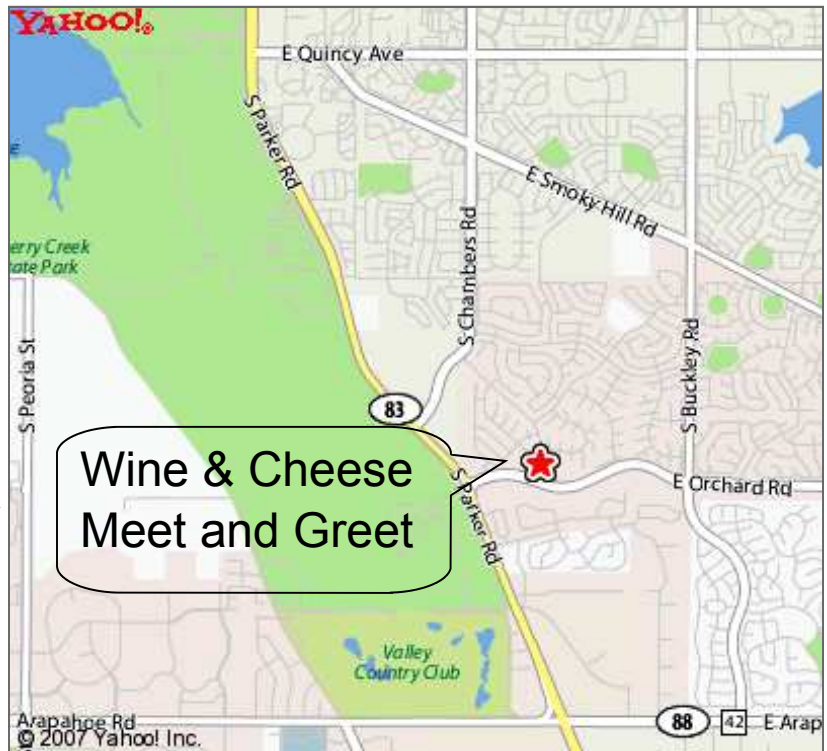 YAHOO!®
E Quincy Ave
S Parker Rd
E Smoky Hill Rd
S Chambers Rd
erry Creek
tate Park
S Peoria St
S Buckley Rd
83
Wine & Cheese
Meet and Greet
S Parker Rd
E Orchard Rd
Valley
Country Club
Arapahoe Rd
88
42
E Arap
© 2007 Yahoo! Inc.